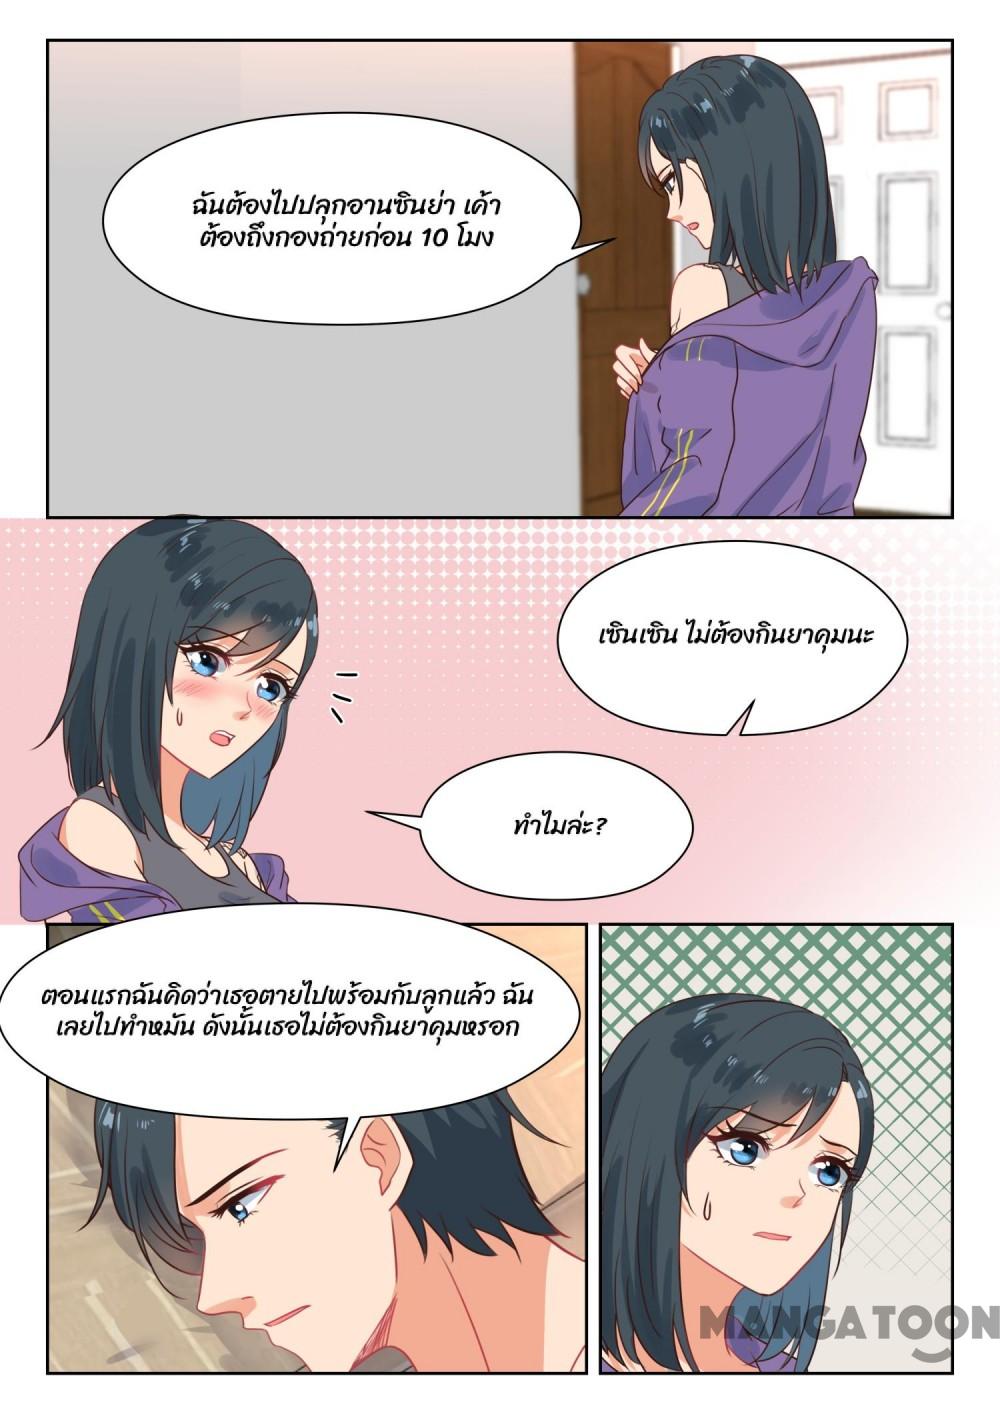 ฉันต้องไปปลุกอานซินย่า เค้า
ต้องถึงกองถ่ายก่อน 10 โมง
เซินเซิน ไม่ต้องกินยาคุมนะ
ทำไมล่ะ?
ตอนแรกฉันคิดว่าเธอตายไปพร้อมกับลูกแล้ว ฉัน
เลยไปทำหมัน ดังนั้นเธอไม่ต้องกินยาคุมหรอก
MANGATOON